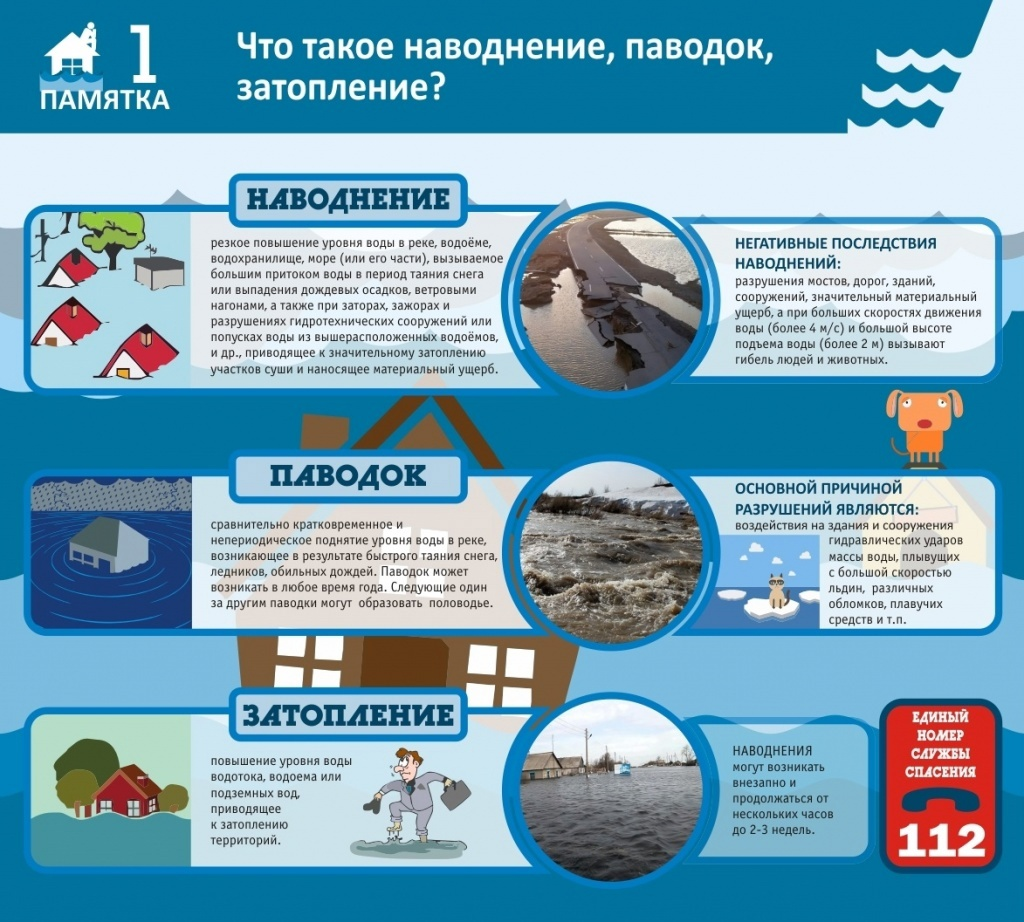 1
ПАМЯТКА
Что такое наводнение, паводок,
затопление?
НАВОДНЕНИЕ
резкое повышение уровня воды в реке, водоёме,
водохранилище, море (или его части), вызываемое
большим притоком воды в период таяния снега
или выпадения дождевых осадков, ветровыми
нагонами, а также при заторах, зажорах и
разрушениях гидротехнических сооружений или
попусках воды из вышерасположенных водоёмов,
и др., приводящее к значительному затоплению
участков суши и наносящее материальный ущерб.
НЕГАТИВНЫЕ ПОСЛЕДСТВИЯ
НАВОДНЕНИЙ:
разрушения мостов, дорог, зданий,
сооружений, значительный материальный
ущерб, а при больших скоростях движения
воды (более 4 м/с) и большой высоте
подъема воды (более 2 м) вызывают
гибель людей и животных.
ПАВОДОК
сравнительно кратковременное и
непериодическое поднятие уровня воды в реке,
возникающее в результате быстрого таяния снега,
ледников, обильных дождей. Паводок может
возникать в любое время года. Следующие один
за другим паводки могут образовать половодье.
ОСНОВНОЙ ПРИЧИНОЙ
РАЗРУШЕНИЙ ЯВЛЯЮТСЯ:
воздействия на здания и сооружения
гидравлических ударов
массы воды, плывущих
с большой скоростью
льдин, различных
обломков, плавучих
средств и т.п.
ЗАТОПЛЕНИЕ
повышение уровня воды
водотока, водоема или
подземных вод,
приводящее
к затоплению
территорий.
НАВОДНЕНИЯ
могут возникать
внезапно и
продолжаться от
нескольких часов
до 2-3 недель.
ЕДИНЫЙ
НОМЕР
СЛУЖБЫ
СПАСЕНИЯ
112